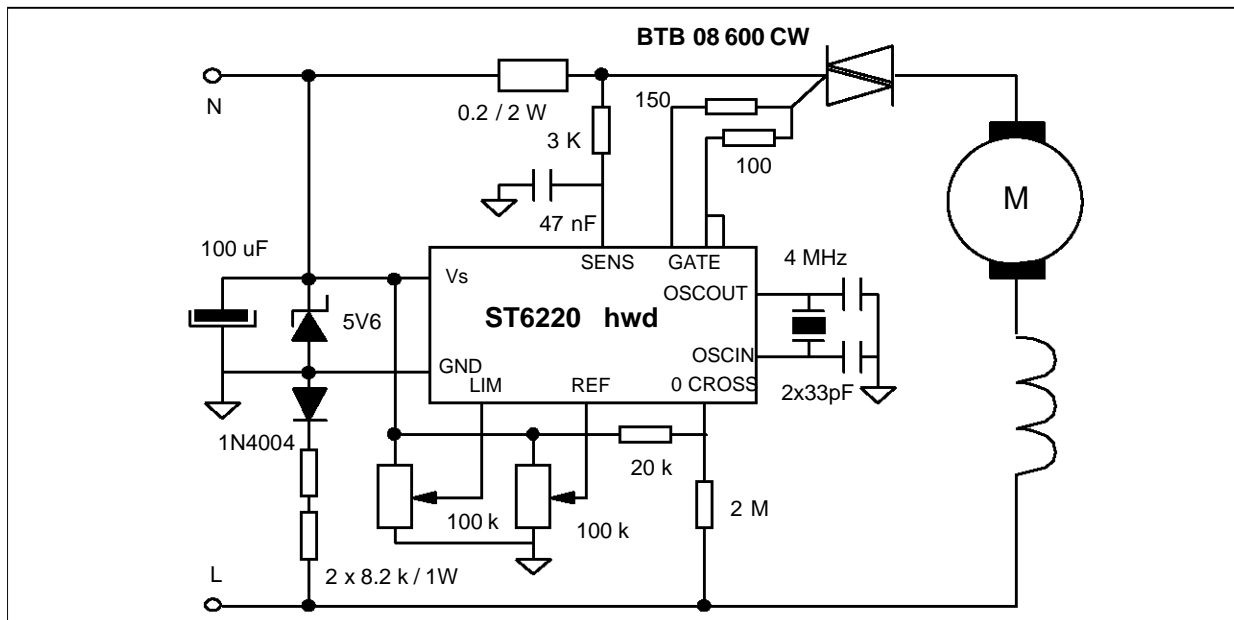 BTB 08 600 CW
N
0.2 / 2 W
150
3 K
100
M
47 nF
100 uF
SENS
GATE
4 MHz
Vs
OSCOUT
5V6
ST6220 hwd
GND
OSCIN
LIM
REF
0 CROSS
2x33pF
1N4004
20 k
100 k
100 k
2 M
L
2 x 8.2 k / 1W